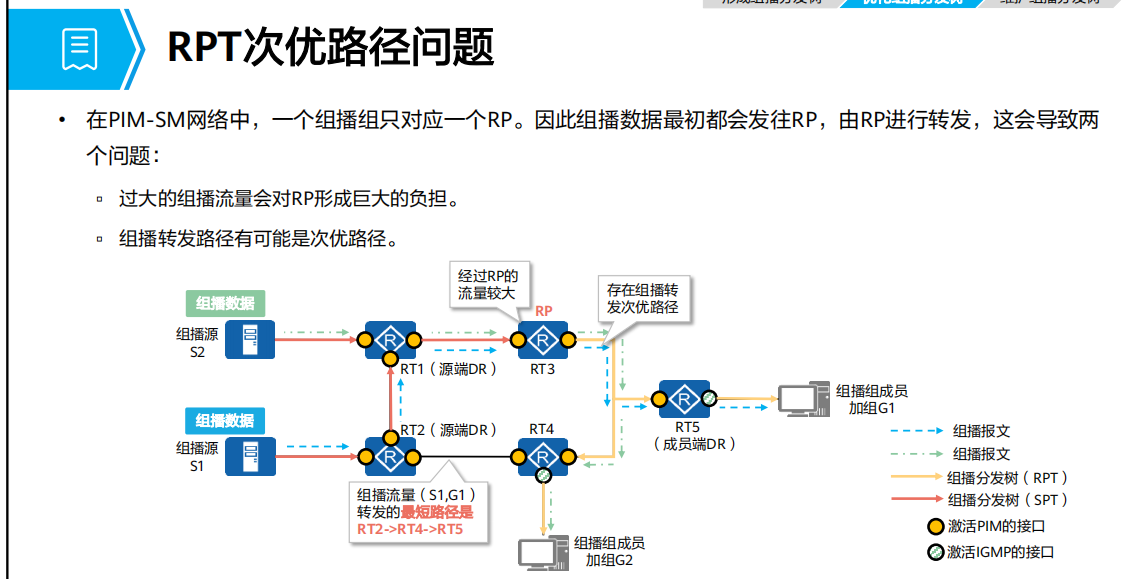 形成组播分发树
优化组播分发树
维护组播分发树
RPT次优路径问题
• 在PIM-SM网络中，一个组播组只对应一个RP。因此组播数据最初都会发往RP，由RP进行转发，这会导致两
个问题：
过大的组播流量会对RP形成巨大的负担。
组播转发路径有可能是次优路径。
经过RP的
流量较大
存在组播转
发次优路径
组播数据
RP
组播源
S2
R
R
RT1（源端DR）
RT3
R
组播组成员
加组G1
RT5
（成员端DR）
组播数据
RT2（源端DR）
RT4
组播源
S1
R
R
组播流量（S1,G1）
转发的最短路径是
RT2->RT4->RT5
组播组成员
加组G2
组播报文
组播报文
组播分发树（RPT）
组播分发树（SPT）
激活PIM的接口
激活IGMP的接口